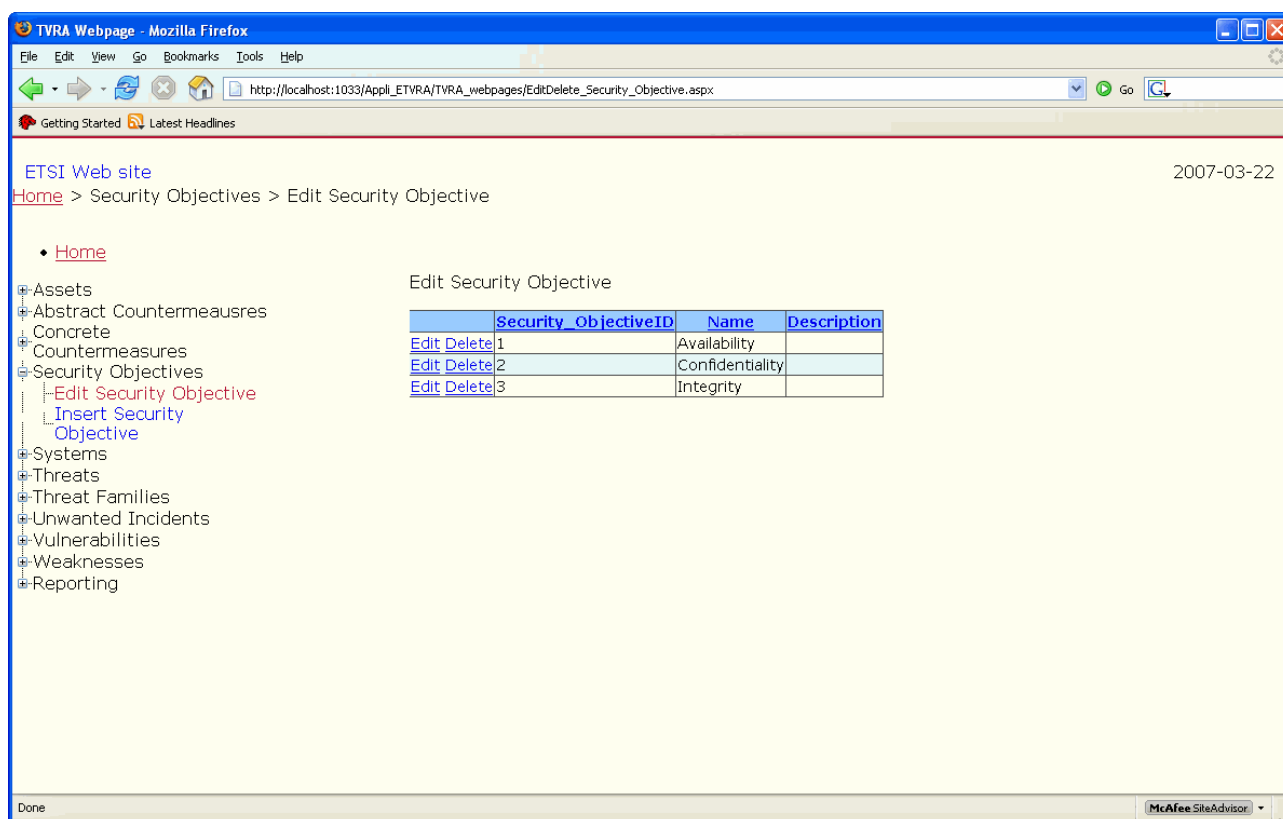 TVRA Webpage - Mozilla Firefox
File Edit View Go Bookmarks Tools Help
http://localhost:1033/Appli_ETVRA/TVRA_webpages/EditDelete_Security_Objective.aspx Go G
Getting Started Latest Headlines
ETSI Web site 2007-03-22
Home > Security Objectives > Edit Security Objective
Home
Assets
Abstract Countermeausres
Concrete
Countermeasures
Security Objectives
Edit Security Objective
Insert Security
Objective
Systems
Threats
Threat Families
Unwanted Incidents
Vulnerabilities
Weaknesses
Reporting
Edit Security Objective
Security_ObjectiveID Name Description
Edit Delete 1 Availability
Edit Delete 2 Confidentiality
Edit Delete 3 Integrity
Done McAfee SiteAdvisor